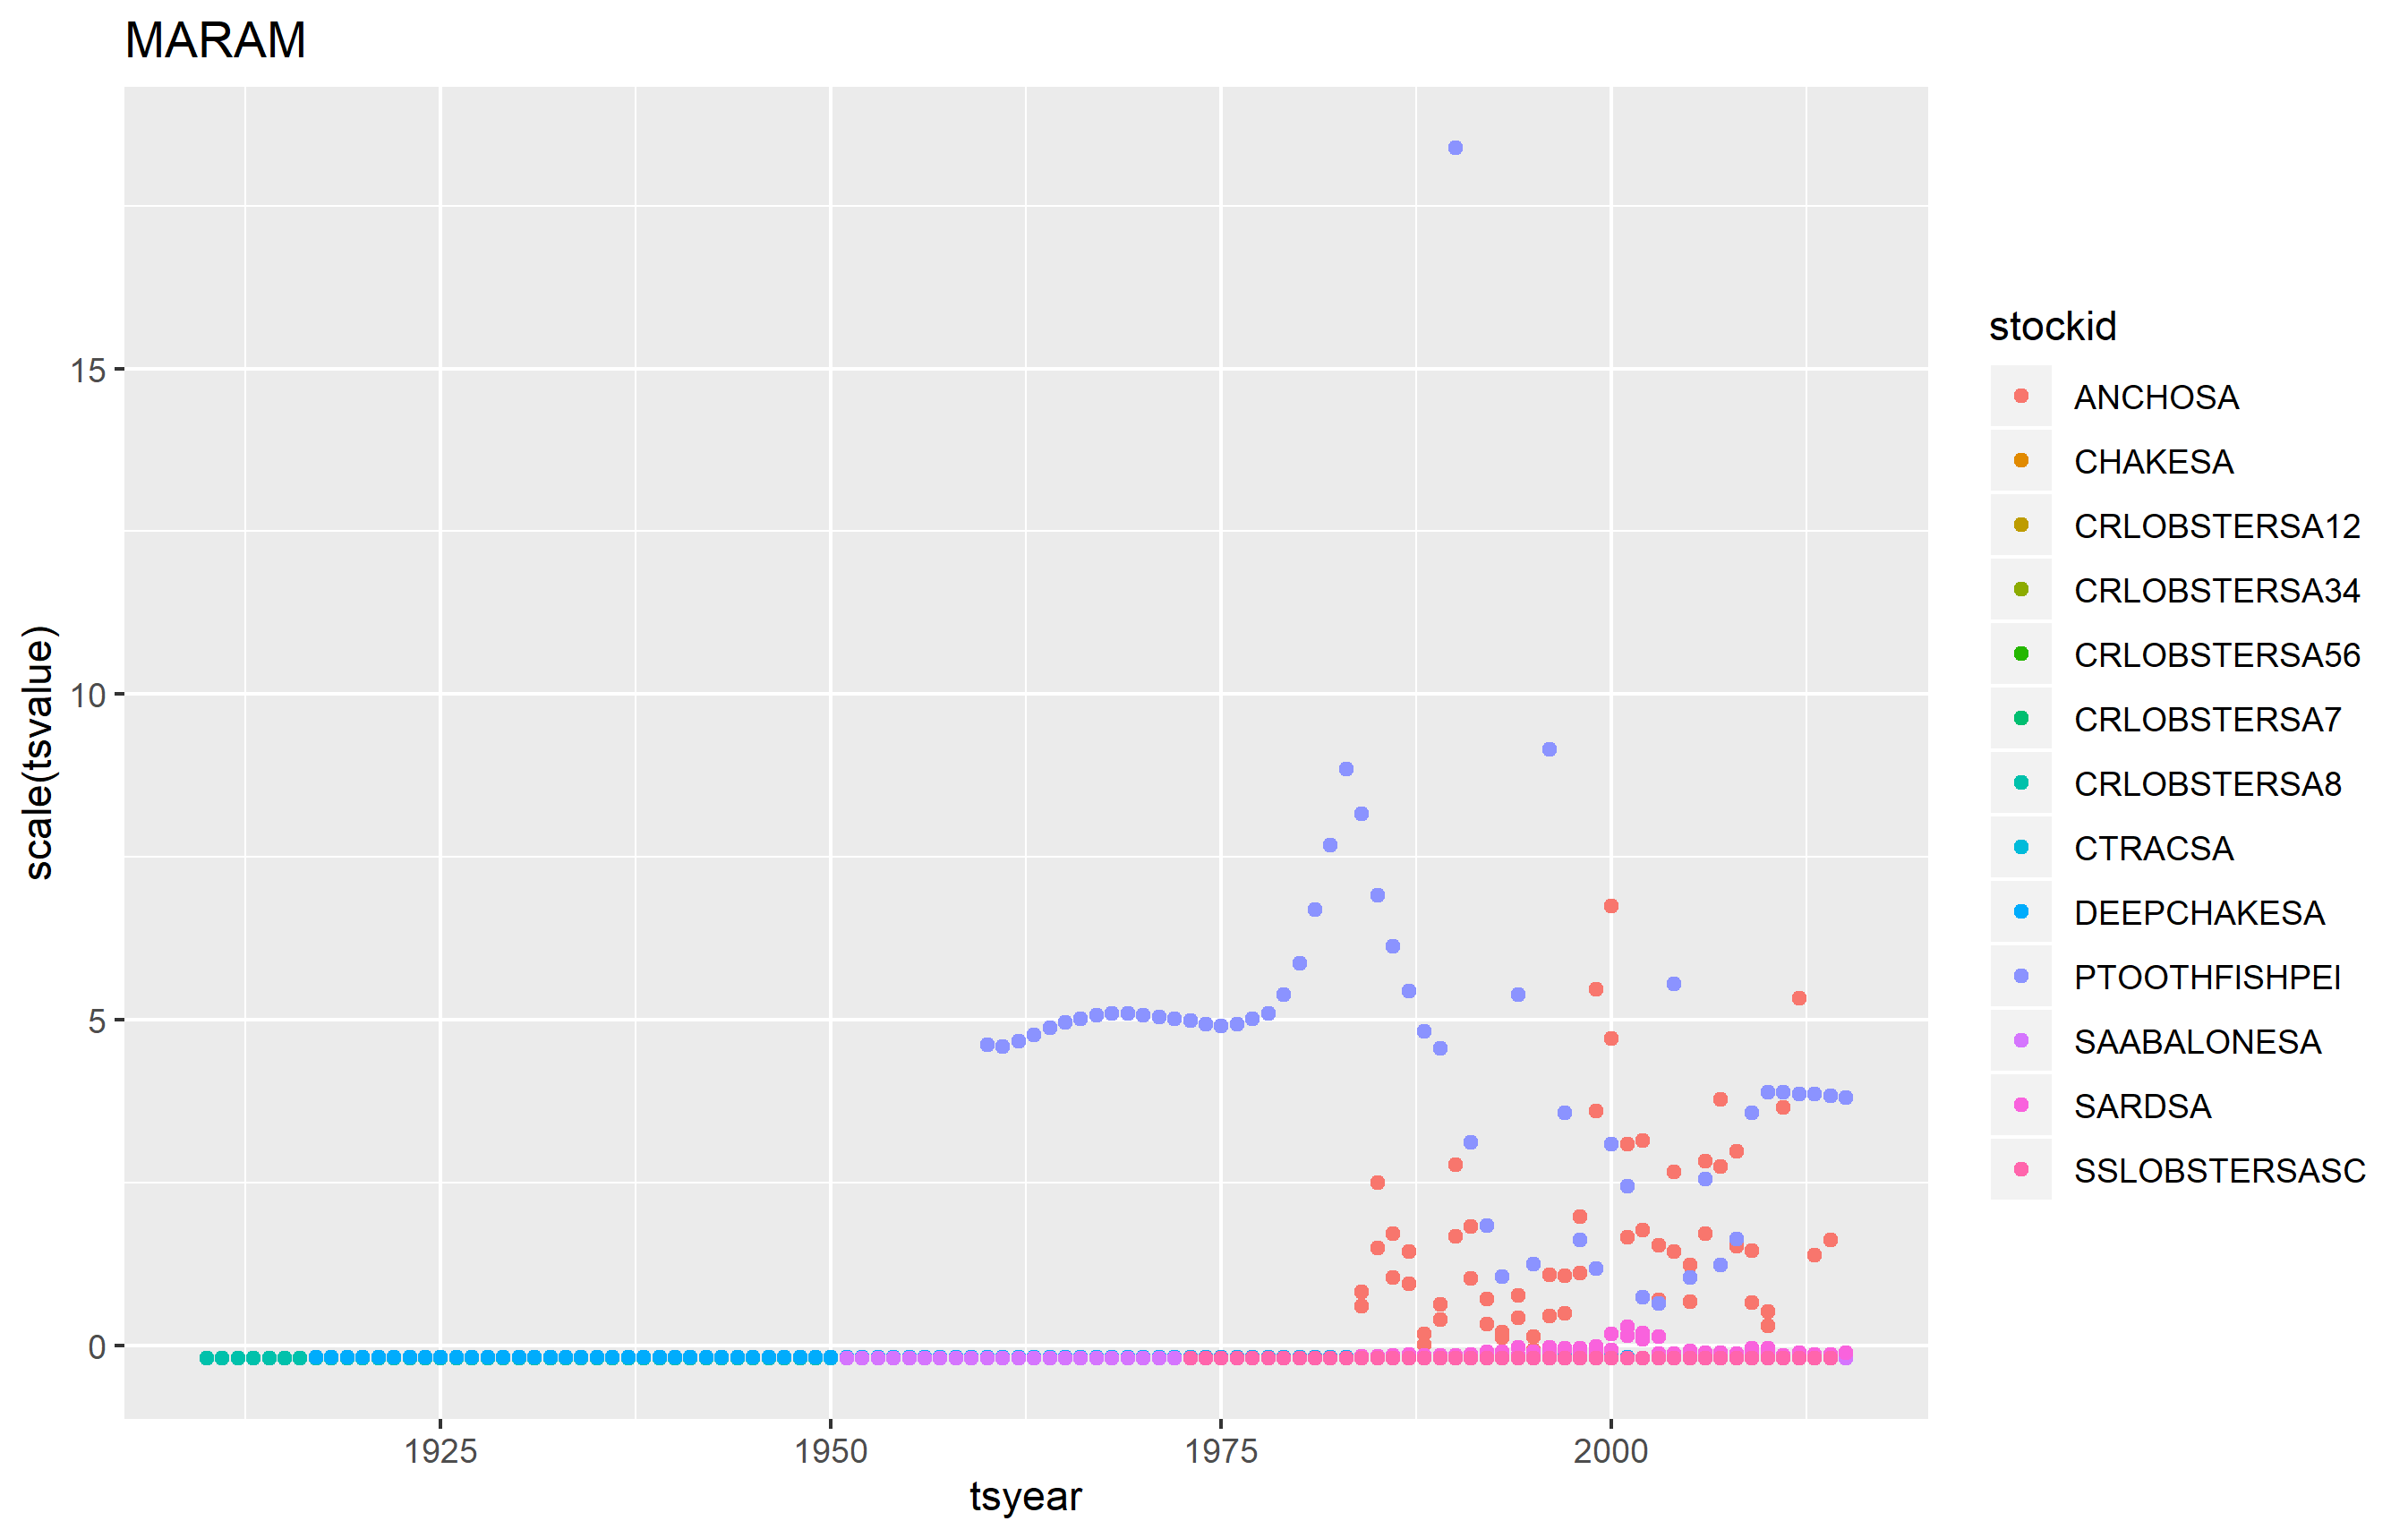 MARAM
15
10
5
0
scale(tsvalue)
1925
1950
1975
2000
tsyear
stockid
ANCHOSA
CHAKESA
CRLOBSTERSA12
CRLOBSTERSA34
CRLOBSTERSA56
CRLOBSTERSA7
CRLOBSTERSA8
CTRACSA
DEEPCHAKESA
PTOOTHFISHPEI
SAABALONESA
SARDSA
SSLOBSTERSASC